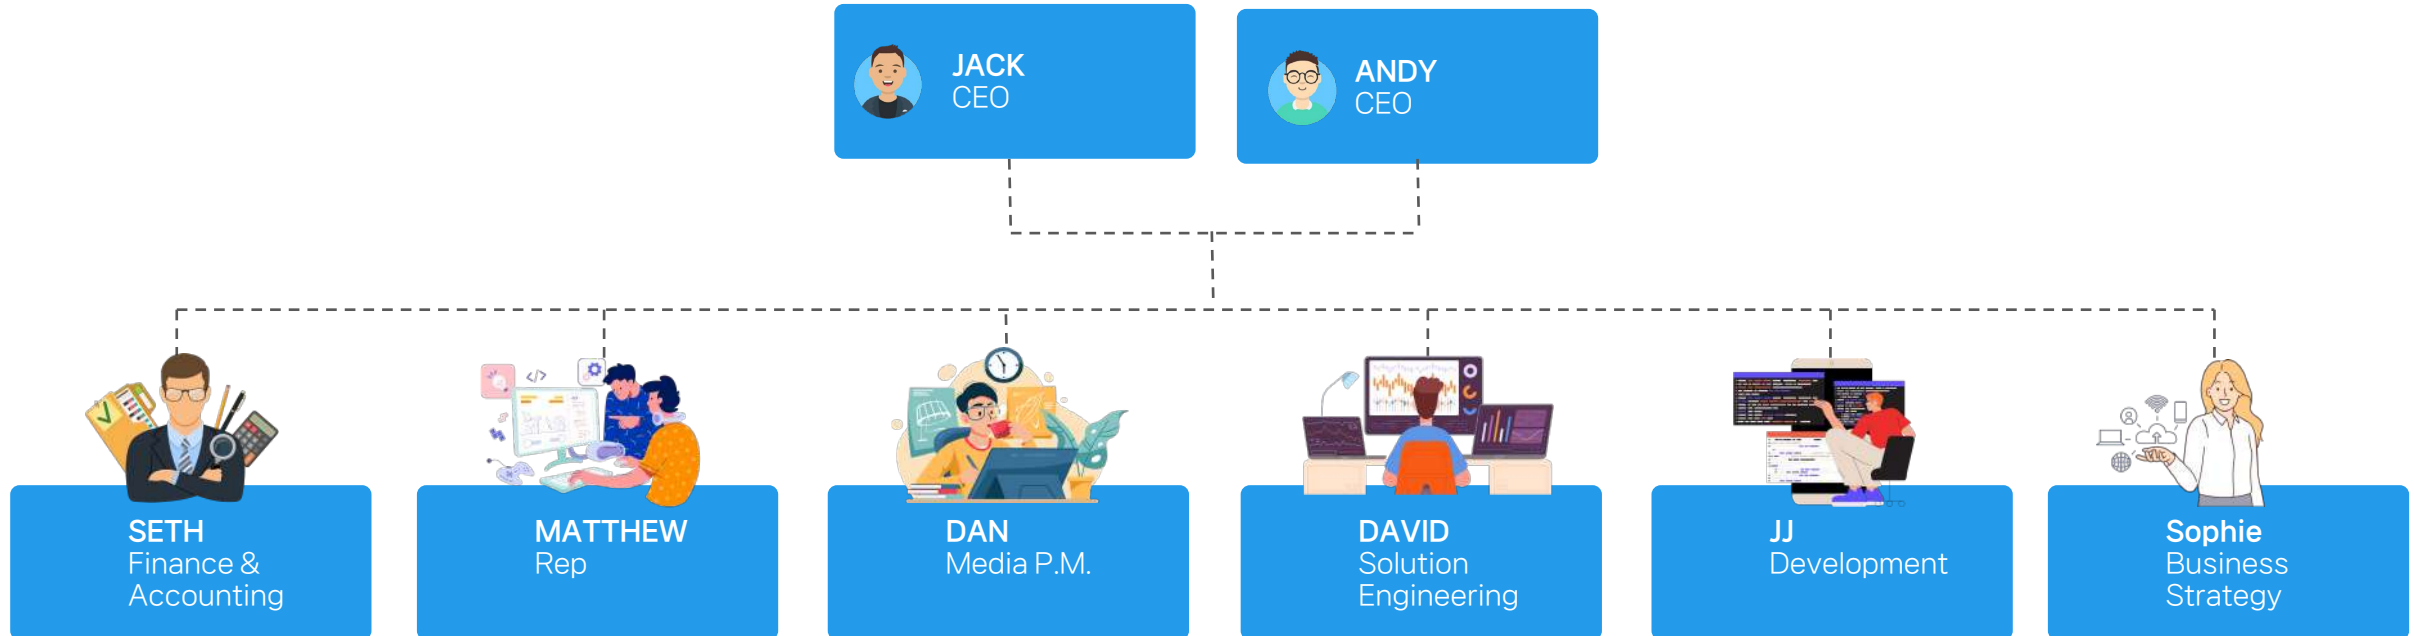 JACK
CEO
ANDY
CEO
SETH
Finance &
Accounting
MATTHEW
Rep
DAN
Media P.M.
DAVID
Solution
Engineering
JJ
Development
Sophie
Business
Strategy